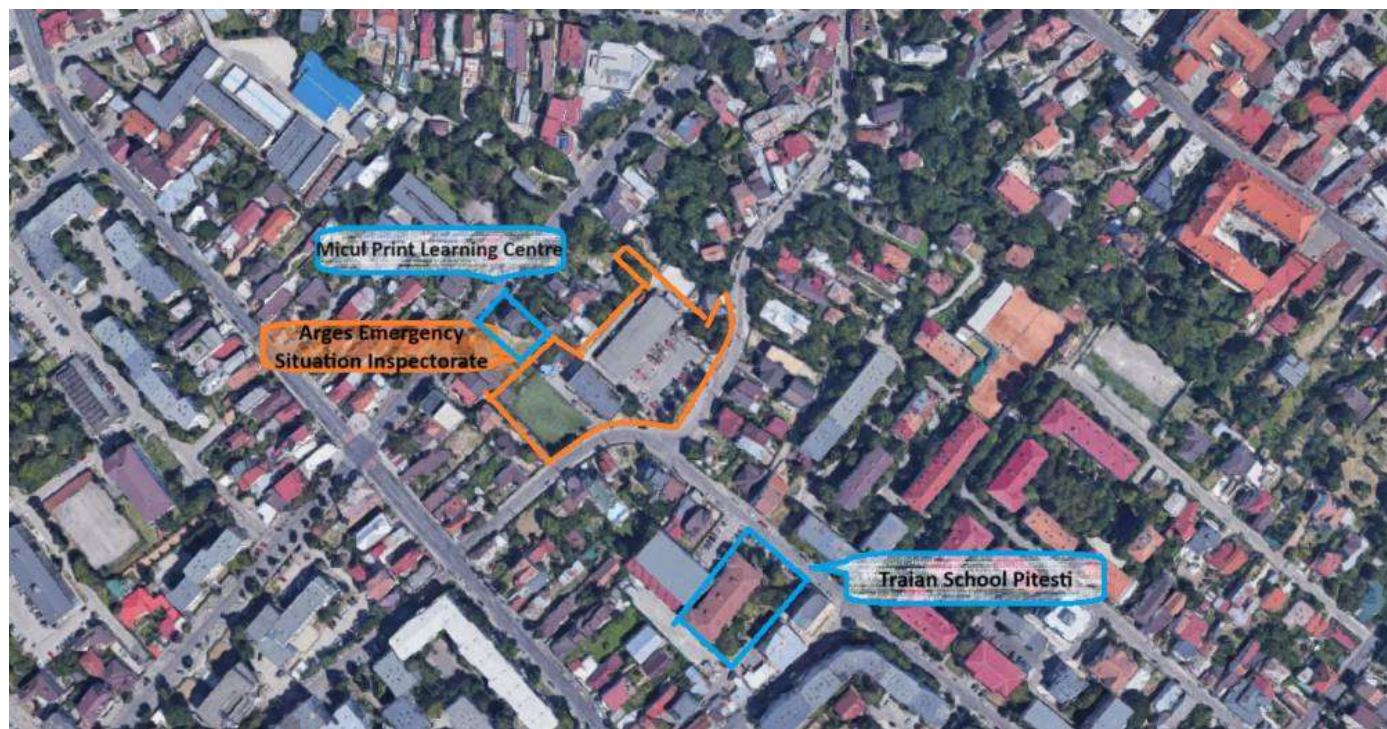 Micul Print Learning Centre
Arges Emergency
Situation Inspectorate
Traian School Pitesti